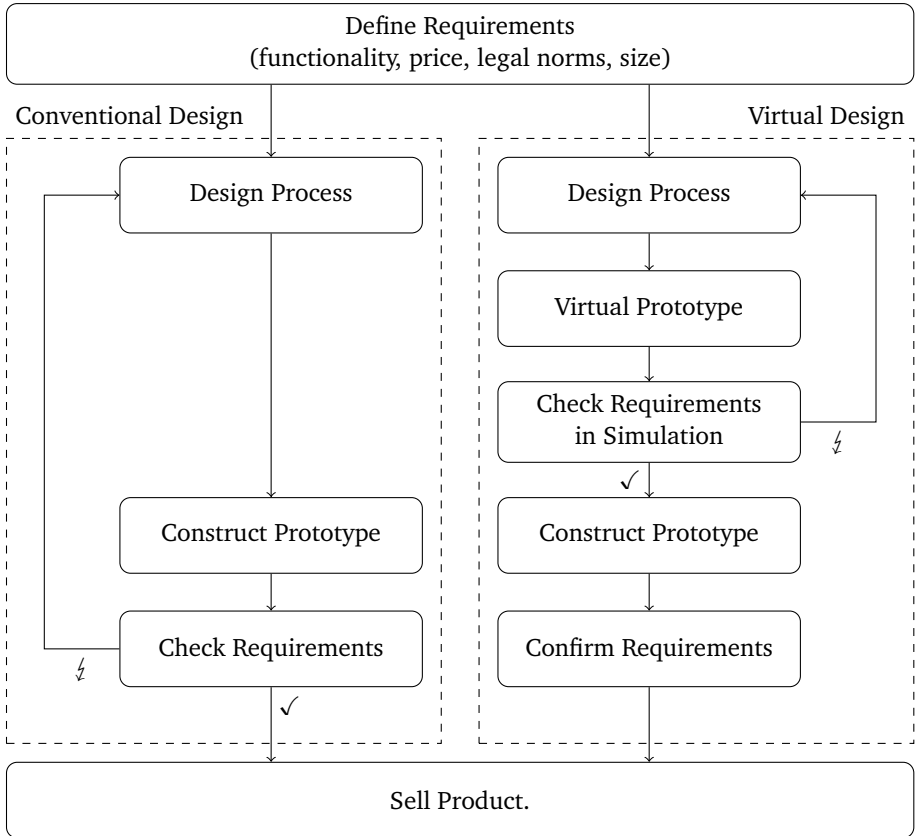 Define Requirements
(functionality, price, legal norms, size)
Conventional Design
Design Process
Construct Prototype
Check Requirements
Virtual Design
Design Process
Virtual Prototype
Check Requirements
in Simulation
Construct Prototype
Confirm Requirements
Sell Product.